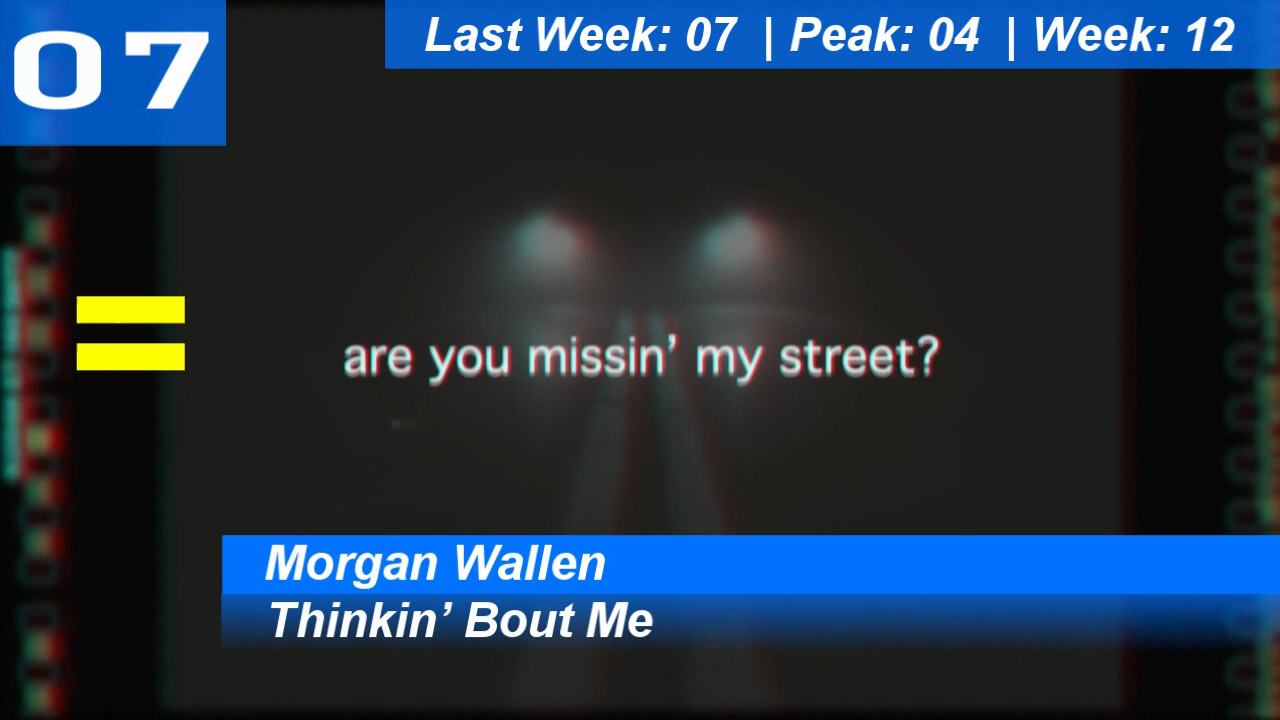 07
Last Week: 07 | Peak: 04 | Week: 12
are you missin’ my street?
Morgan Wallen
Thinkin’ Bout Me